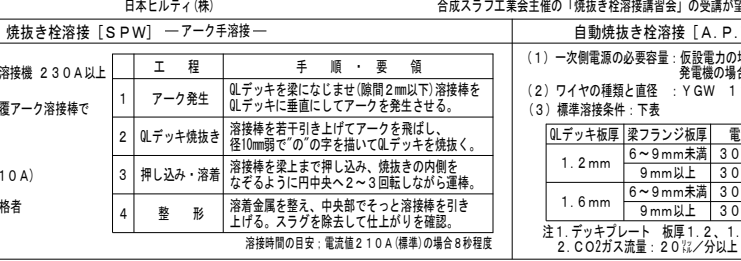 日本ヒルティ(株)
合成スラブ工業会主催の「焼抜き栓溶接講習会」の受講が
焼抜き栓溶接 [SPW] ―アーク手溶接―
溶接機 230A以上
覆アーク溶接棒で
10A)
格者
工 程
手 順 ・ 要 領
1
アーク発生
QLデッキを梁になじませ(隙間2mm以下)溶接棒を
QLデッキに垂直にしてアークを発生させる。
2
QLデッキ焼抜き
溶接棒を若干引き上げてアークを飛ばし、
径10mm弱で"の"の字を描いてQLデッキを焼抜く。
3
押し込み・溶着
溶接棒を梁上まで押し込み、焼抜きの内側を
なぞるように円中央へ2~3回転しながら運棒。
4
整 形
溶着金属を整え、中央部でそっと溶接棒を引き
上げる。スラグを除去して仕上がりを確認。
溶接時間の目安;電流値210A(標準)の場合8秒程度
自動焼抜き栓溶接 [A.P.
(1) 一次側電源の必要容量:仮設電力の
発電機の場合
(2) ワイヤの種類と直径 :YGW 1
(3) 標準溶接条件:下表
QLデッキ板厚 梁フランジ板厚 電
1.2mm
6~9mm未満 30
9mm以上 30
1.6mm
6~9mm未満 30
9mm以上 30
注1.デッキプレート 板厚1.2、1.
2.CO2ガス流量:20㍑/分以上